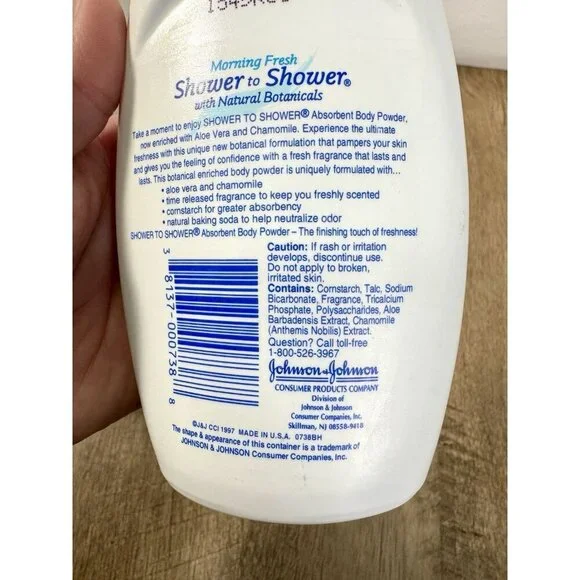 Morning Fresh
Shower to Shower®
with Natural Botanicals
Take a moment to enjoy SHOWER TO SHOWER® Absorbent Body Powder,
now enriched with Aloe Vera and Chamomile. Experience the ultimate
freshness with this unique new botanical formulation that pampers your skin
and gives you the feeling of confidence with a fresh fragrance that lasts and
lasts. This botanical enriched body powder is uniquely formulated with...
• aloe vera and chamomile
• time released fragrance to keep you freshly scented
• cornstarch for greater absorbency
• natural baking soda to help neutralize odor
SHOWER TO SHOWER® Absorbent Body Powder – The finishing touch of freshness!
Caution: If rash or irritation
develops, discontinue use.
Do not apply to broken,
irritated skin.
Contains: Cornstarch, Talc, Sodium
Bicarbonate, Fragrance, Tricalcium
Phosphate, Polysaccharides, Aloe
Barbadensis Extract, Chamomile
(Anthemis Nobilis) Extract.
Question? Call toll-free
1-800-526-3967
Johnson & Johnson
CONSUMER PRODUCTS COMPANY
Division of
Johnson & Johnson
Consumer Companies, Inc.
Skillman, NJ 08558-9418
3 8137-000738 8
©J&J CCI 1997 MADE IN U.S.A. 0738BH
The shape & appearance of this container is a trademark of
JOHNSON & JOHNSON Consumer Companies, Inc.